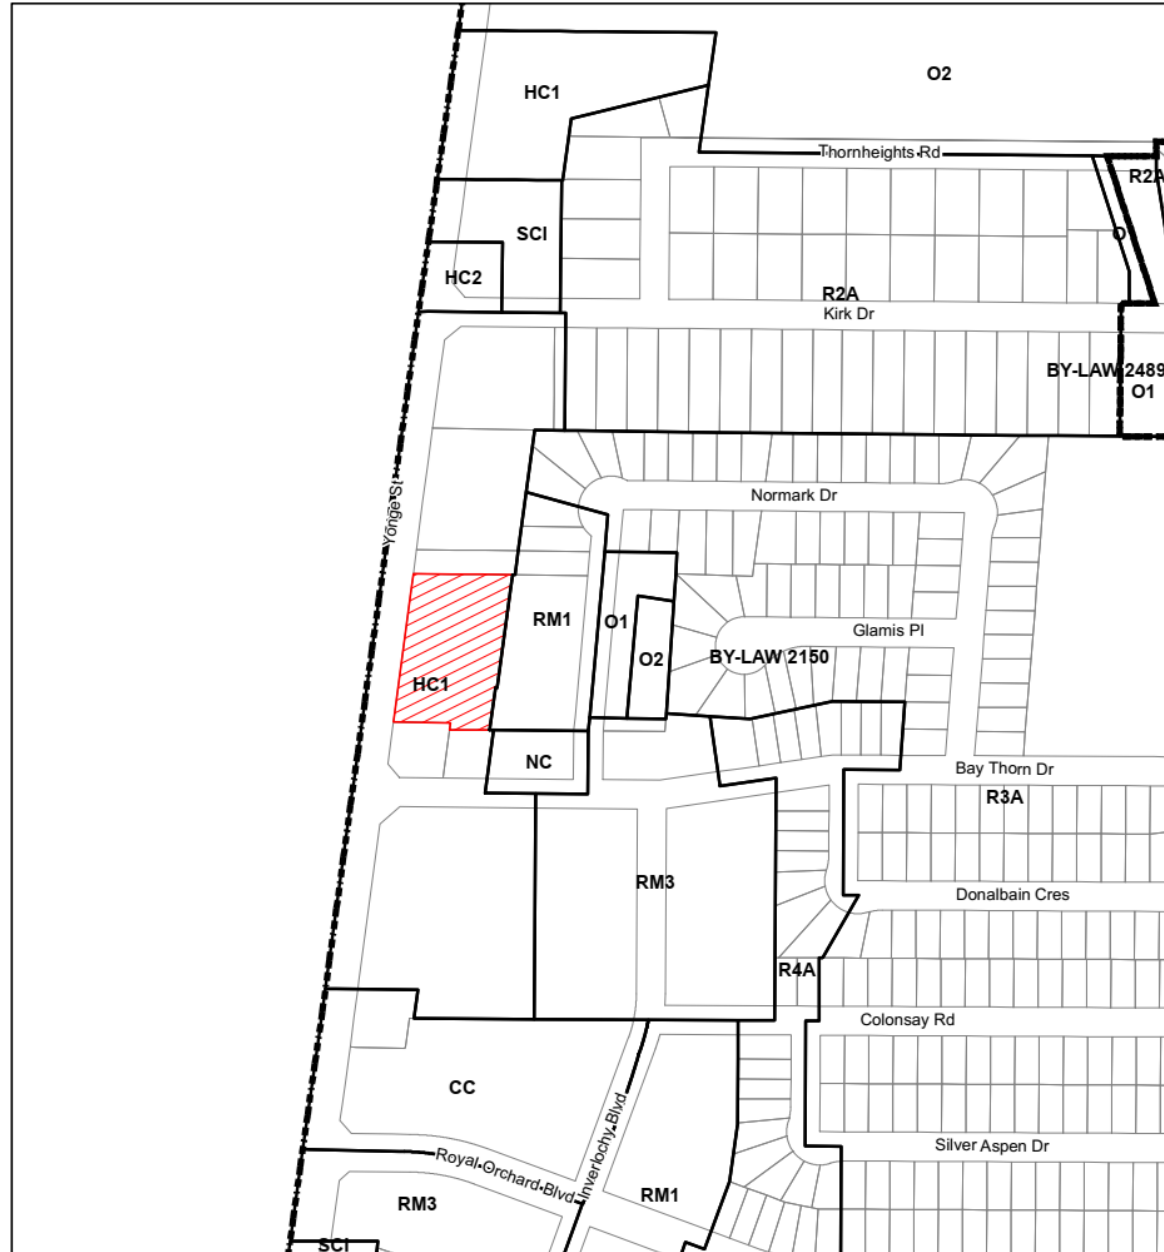 O2
HC1
Thornheights Rd
R2A
SCI
O
HC2
R2A
Kirk Dr
BY-LAW 2489
O1
Normark Dr
Yonge St
RM1
O1
Glamis Pl
O2
BY-LAW 2150
HC1
NC
Bay Thorn Dr
R3A
RM3
Donalbain Cres
R4A
Colonsay Rd
CC
Inverlochy Blvd
Silver Aspen Dr
Royal Orchard Blvd
RM1
RM3
SCI